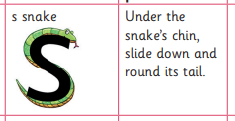 s snake
S
Under the
snake's chin,
slide down and
round its tail.